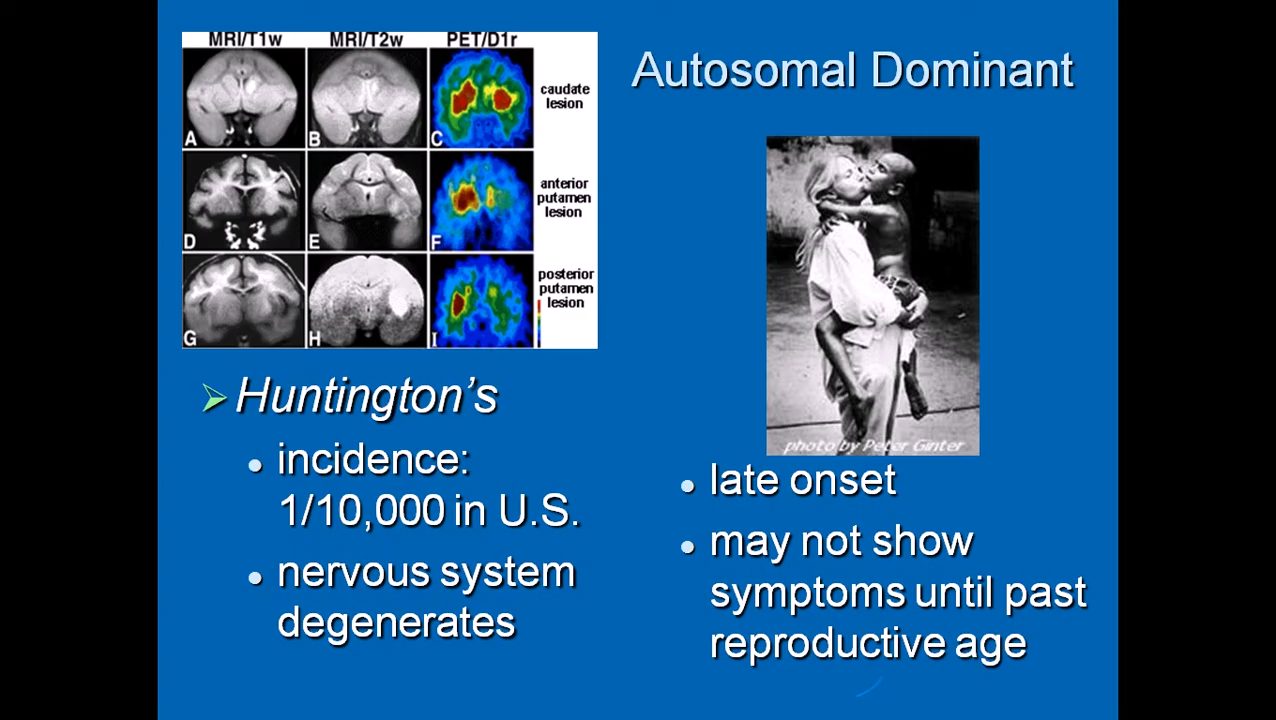 Autosomal Dominant
MRI/T1w MRI/T2w PET/D1r
A B C
caudate
lesion
D E F
anterior
putamen
lesion
G H I
posterior
putamen
lesion
photo by Peter Ginter
Huntington's
incidence:
1/10,000 in U.S.
nervous system
degenerates
late onset
may not show
symptoms until past
reproductive age